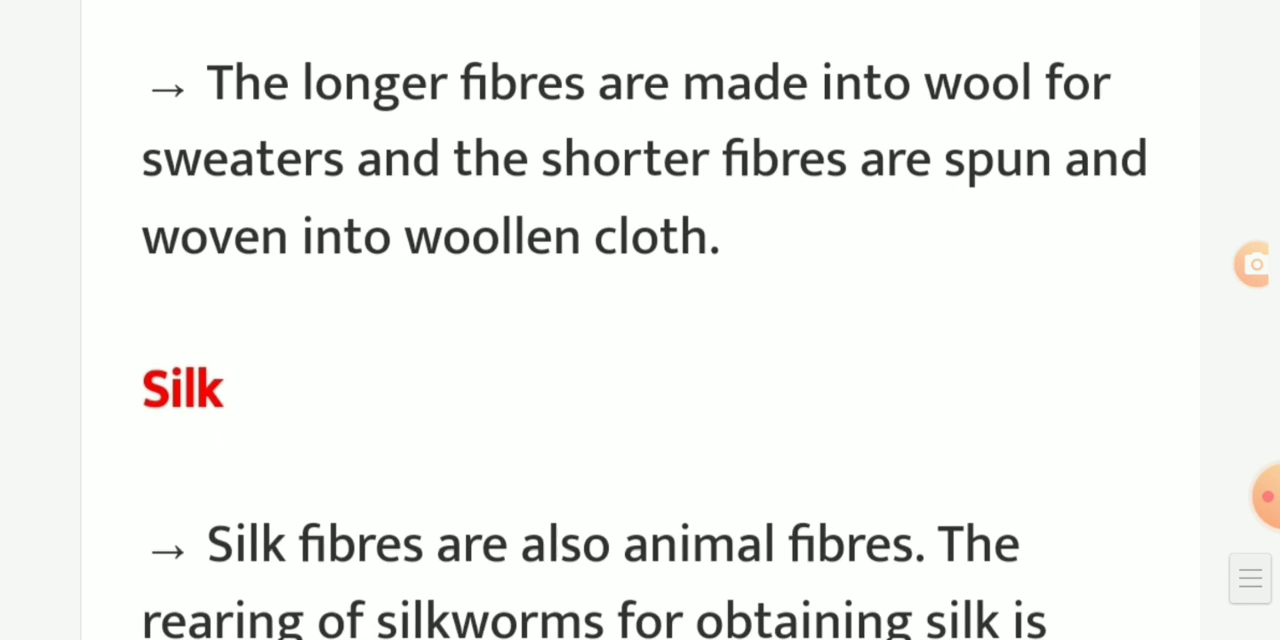 → The longer fibres are made into wool for
sweaters and the shorter fibres are spun and
woven into woollen cloth.
Silk
→ Silk fibres are also animal fibres. The
rearing of silkworms for obtaining silk is